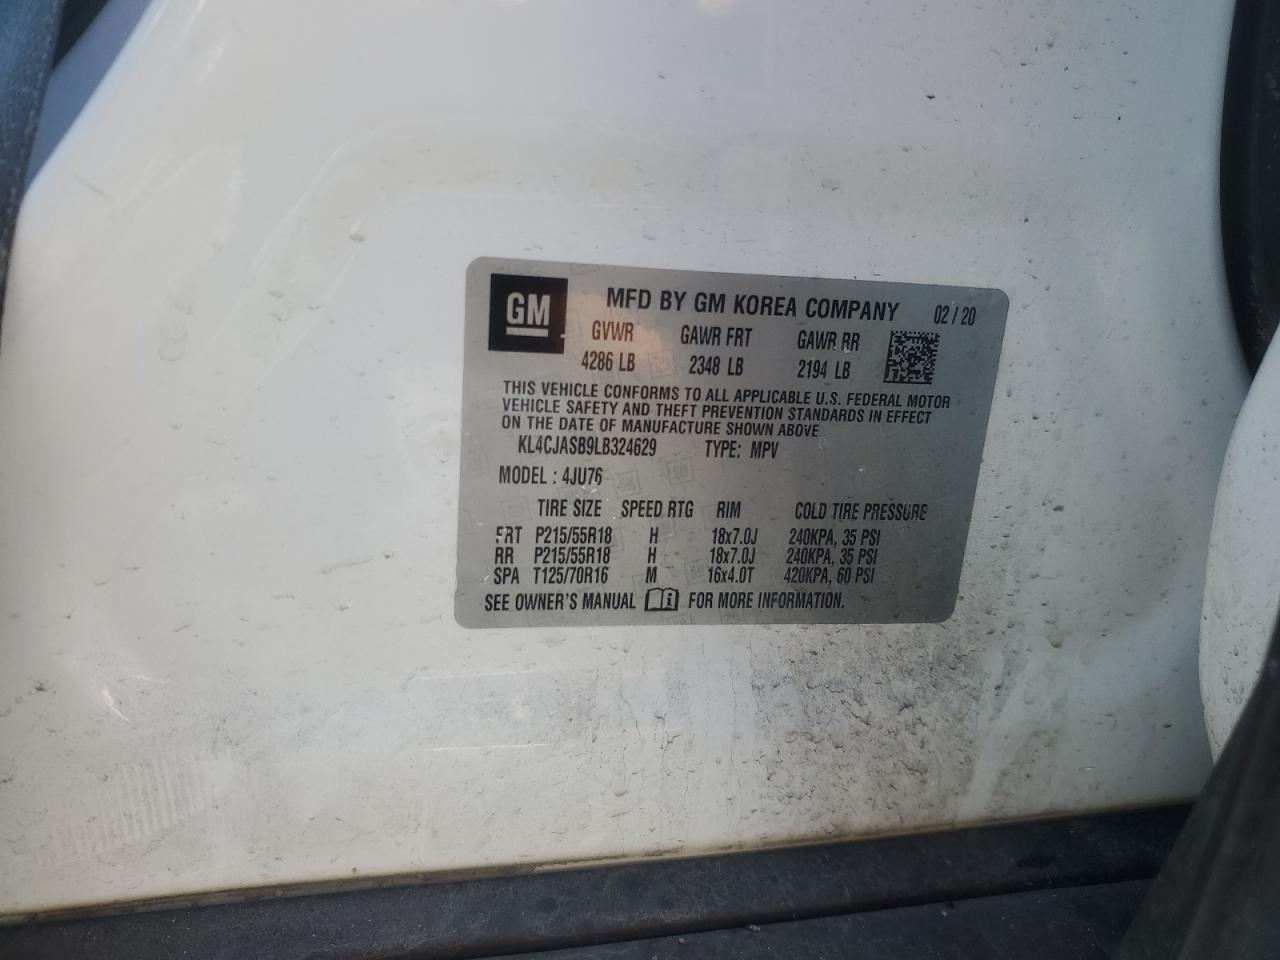 GM MFD BY GM KOREA COMPANY 02 / 20
GVWR GAWR FRT GAWR RR
4286 LB 2348 LB 2194 LB
THIS VEHICLE CONFORMS TO ALL APPLICABLE U.S. FEDERAL MOTOR
VEHICLE SAFETY AND THEFT PREVENTION STANDARDS IN EFFECT
ON THE DATE OF MANUFACTURE SHOWN ABOVE
KL4CJASB9LB324629 TYPE: MPV
MODEL : 4JU76
TIRE SIZE SPEED RTG RIM COLD TIRE PRESSURE
FRT P215/55R18 H 18x7.0J 240KPA, 35 PSI
RR P215/55R18 H 18x7.0J 240KPA, 35 PSI
SPA T125/70R16 M 16x4.0T 420KPA, 60 PSI
SEE OWNER'S MANUAL i FOR MORE INFORMATION.